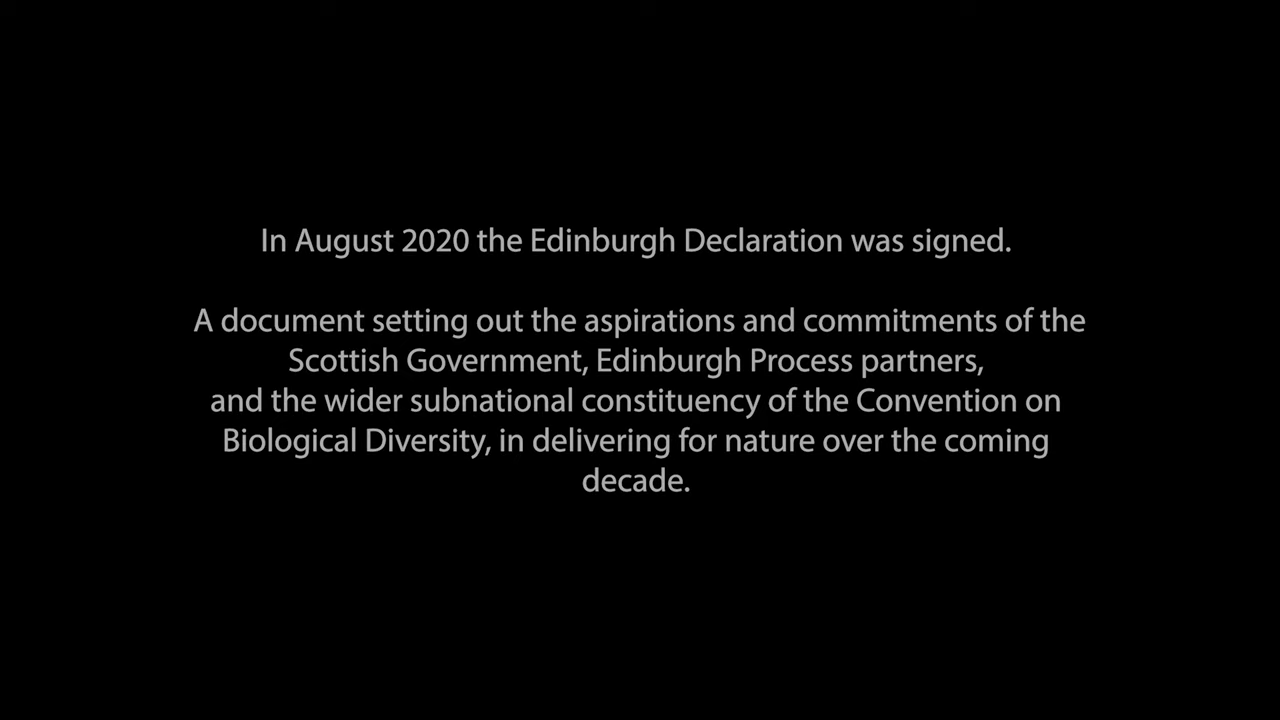 In August 2020 the Edinburgh Declaration was signed.
A document setting out the aspirations and commitments of the
Scottish Government, Edinburgh Process partners,
and the wider subnational constituency of the Convention on
Biological Diversity, in delivering for nature over the coming
decade.